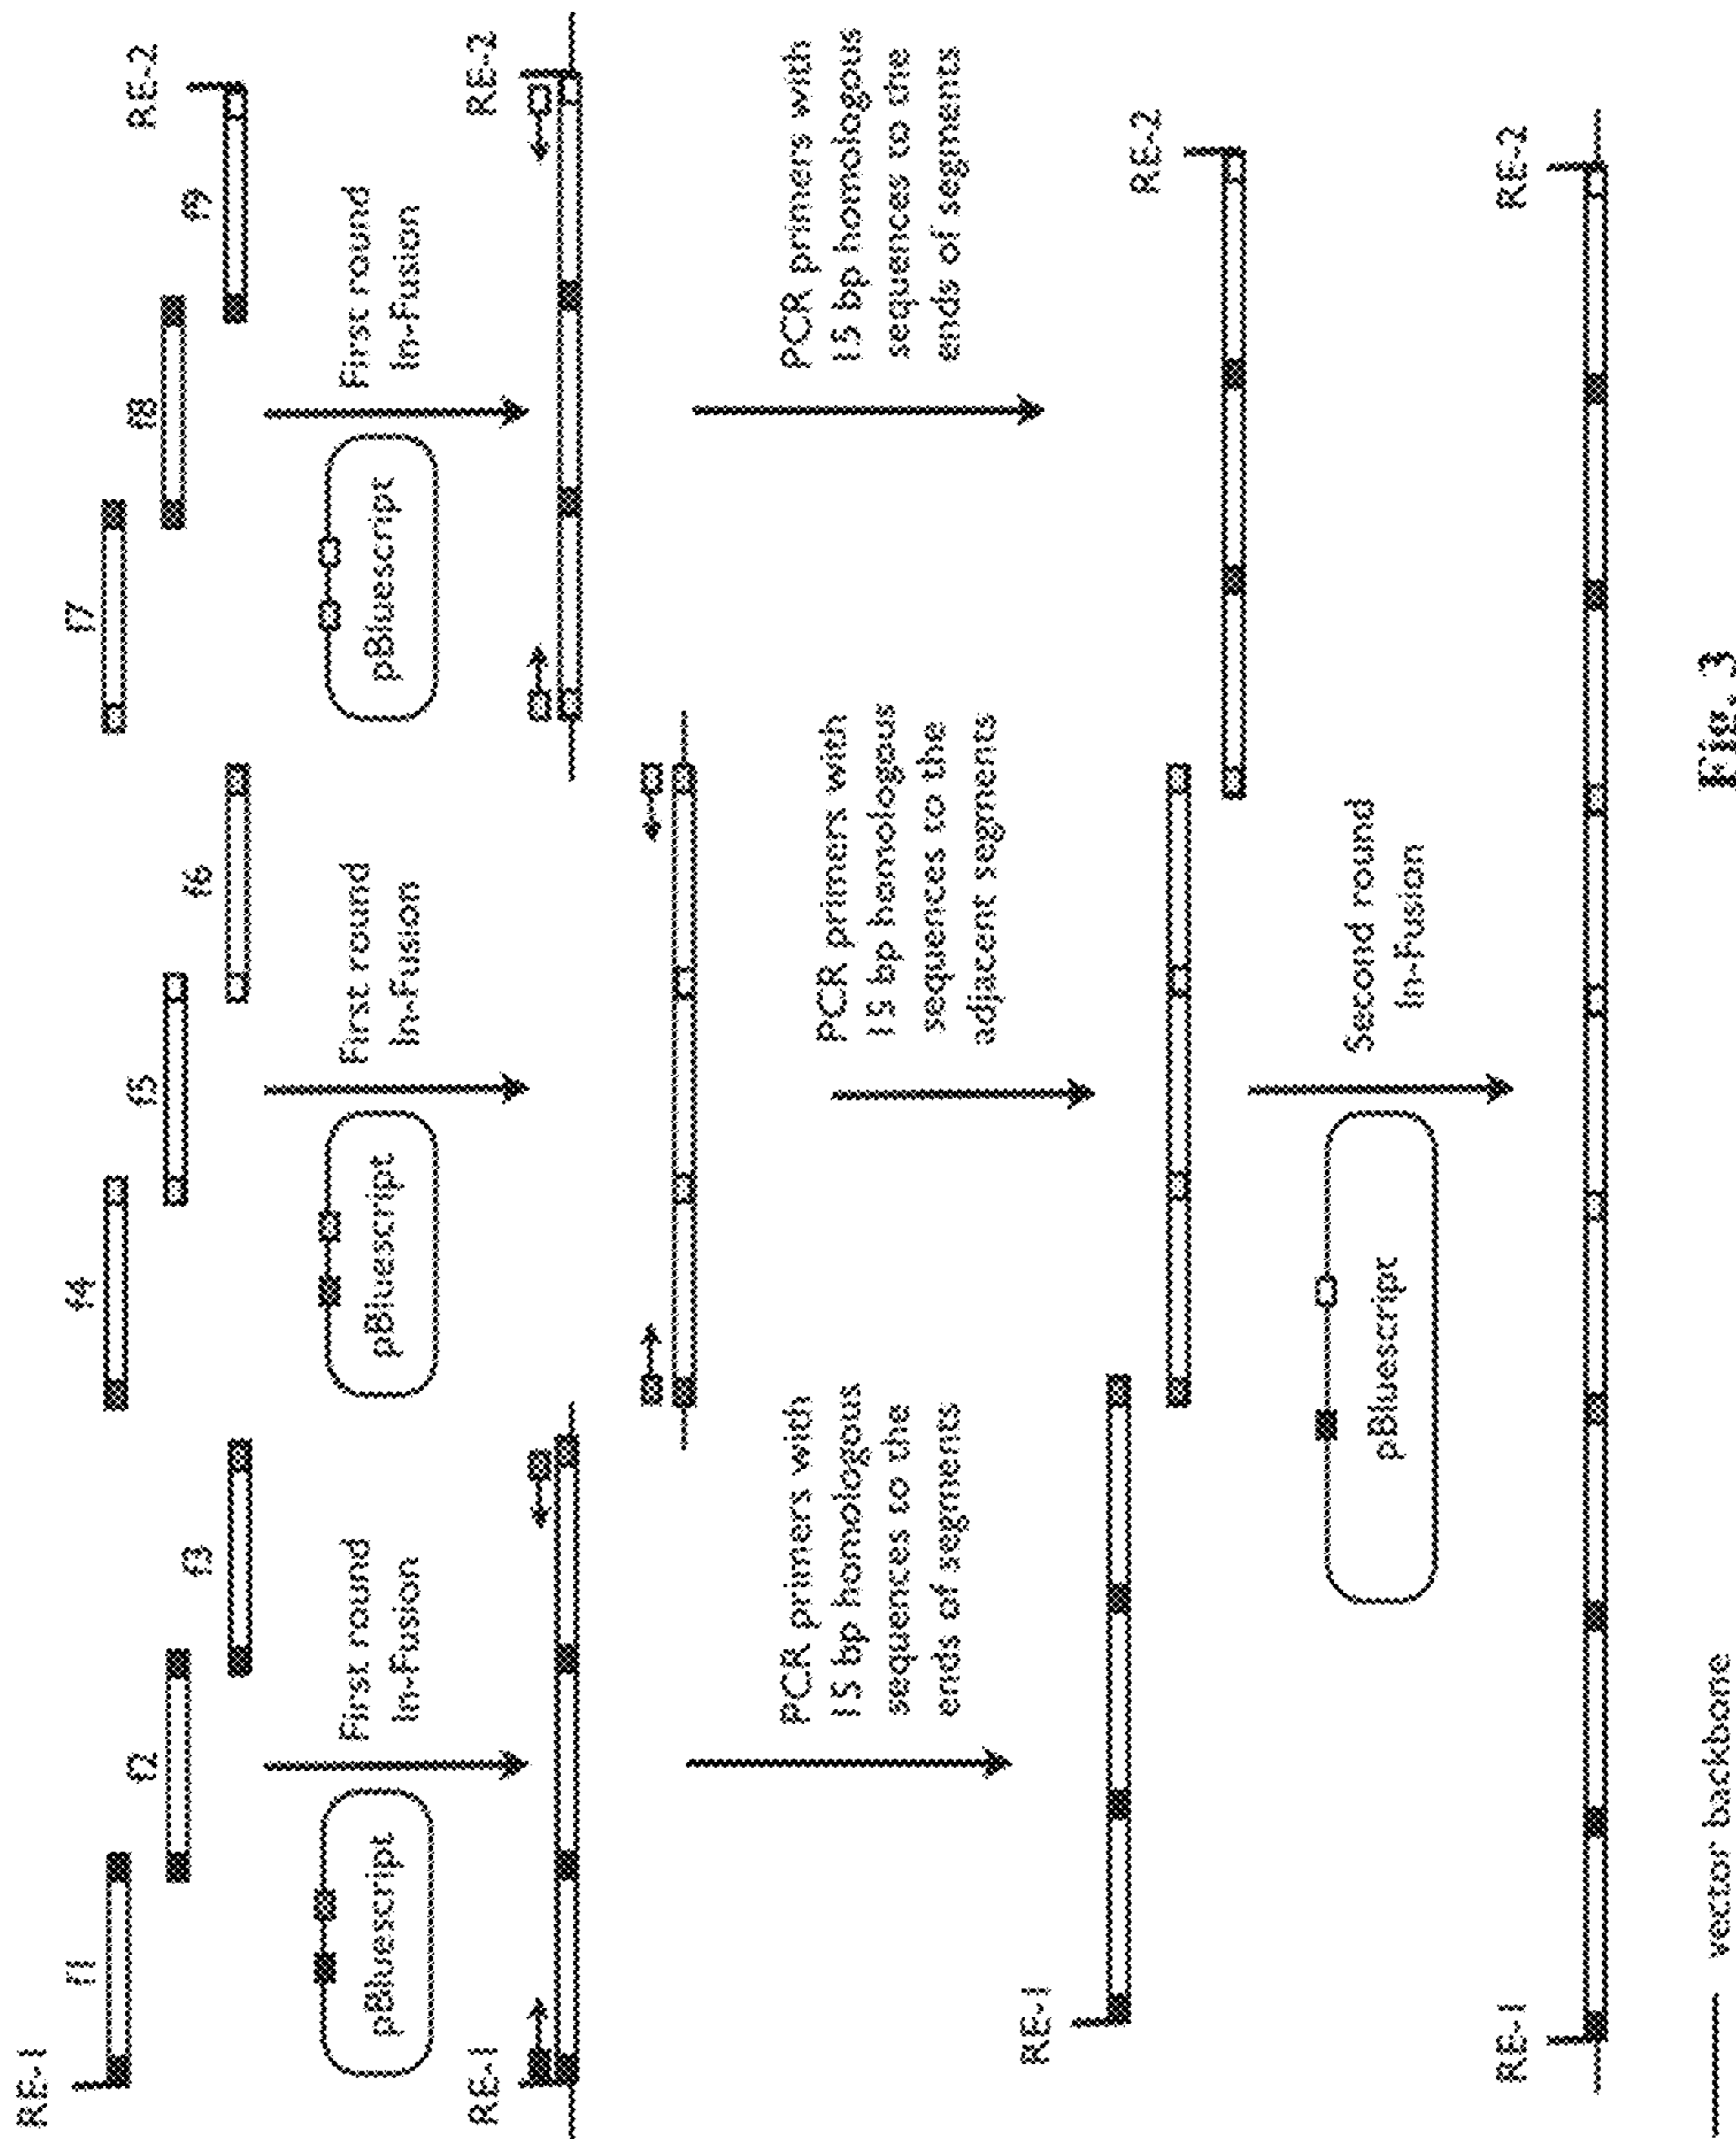 RE-1
f1
f2
f3
f4
f5
f6
f7
f8
f9
RE-2
pBluescript
First round
In-Fusion
pBluescript
First round
In-Fusion
pBluescript
First round
In-Fusion
RE-1
RE-2
PCR primers with
15 bp homologous
sequences to the
ends of segments
PCR primers with
15 bp homologous
sequences to the
adjacent segments
PCR primers with
15 bp homologous
sequences to the
ends of segments
RE-1
RE-2
pBluescript
Second round
In-Fusion
RE-1
RE-2
vector backbone
Fig. 3